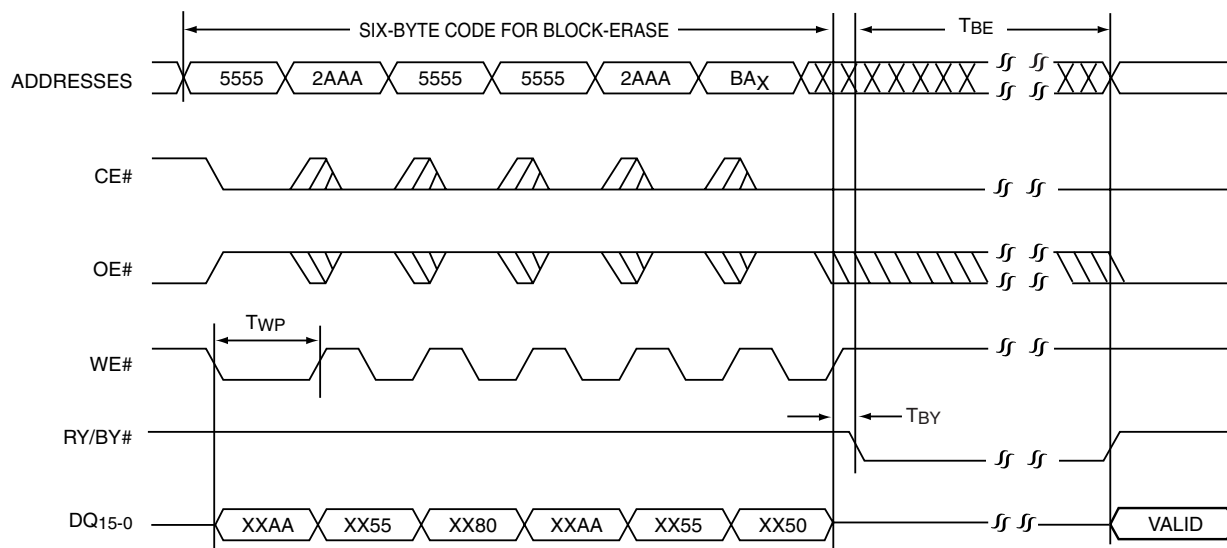 SIX-BYTE CODE FOR BLOCK-ERASE TBE
ADDRESSES 5555 2AAA 5555 5555 2AAA BAX
CE#
OE#
TWP
WE#
TBY
RY/BY#
DQ15-0 XXAA XX55 XX80 XXAA XX55 XX50 VALID